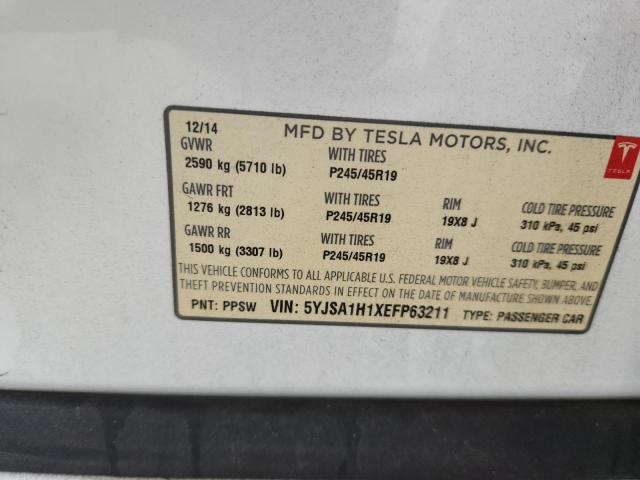 12/14 MFD BY TESLA MOTORS, INC.
GVWR WITH TIRES
2590 kg (5710 lb) P245/45R19
GAWR FRT WITH TIRES RIM COLD TIRE PRESSURE
1276 kg (2813 lb) P245/45R19 19X8 J 310 kPa, 45 psi
GAWR RR WITH TIRES RIM COLD TIRE PRESSURE
1500 kg (3307 lb) P245/45R19 19X8 J 310 kPa, 45 psi
THIS VEHICLE CONFORMS TO ALL APPLICABLE U.S. FEDERAL MOTOR VEHICLE SAFETY, BUMPER, AND
THEFT PREVENTION STANDARDS IN EFFECT ON THE DATE OF MANUFACTURE SHOWN ABOVE.
PNT: PPSW VIN: 5YJSA1H1XEFP63211 TYPE: PASSENGER CAR
TESLA